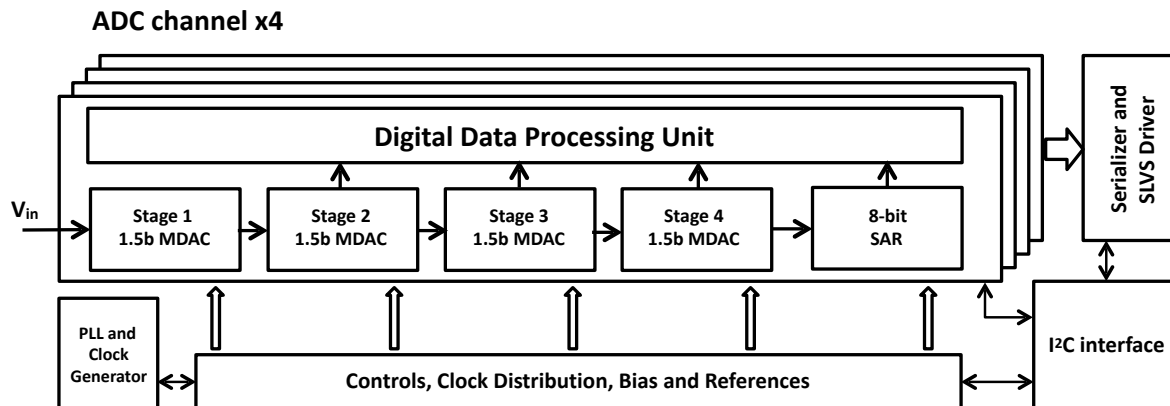 ADC channel x4
Digital Data Processing Unit
Serializer and
SLVS Driver
Vin
Stage 1
1.5b MDAC
Stage 2
1.5b MDAC
Stage 3
1.5b MDAC
Stage 4
1.5b MDAC
8-bit
SAR
PLL and
Clock
Generator
Controls, Clock Distribution, Bias and References
I²C interface